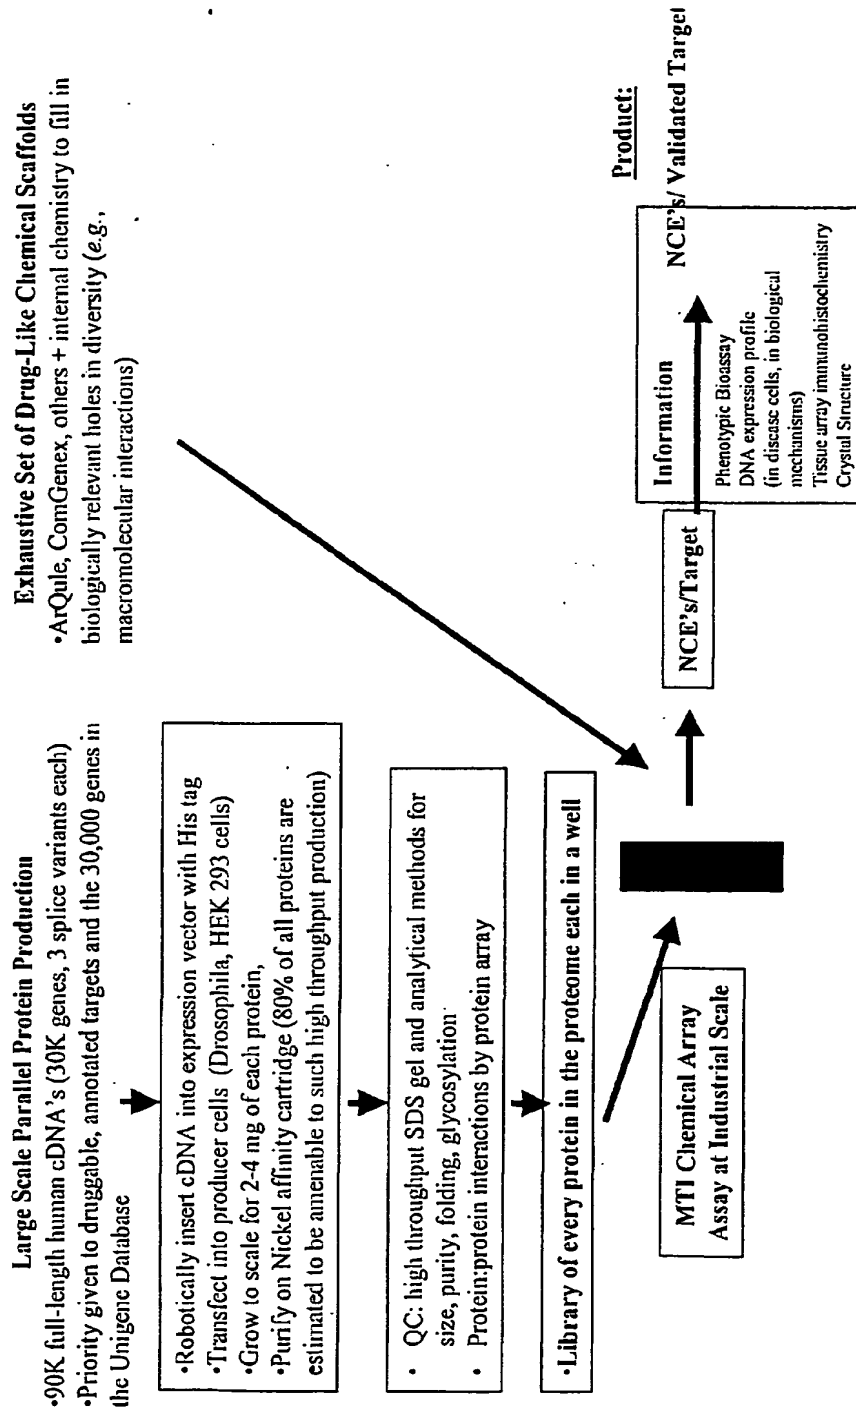 Large Scale Parallel Protein Production
•90K full-length human cDNA's (30K genes, 3 splice variants each)
•Priority given to druggable, annotated targets and the 30,000 genes in
the Unigene Database
•Robotically insert cDNA into expression vector with His tag
•Transfect into producer cells (Drosophila, HEK 293 cells)
•Grow to scale for 2-4 mg of each protein,
•Purify on Nickel affinity cartridge (80% of all proteins are
estimated to be amenable to such high throughput production)
• QC: high throughput SDS gel and analytical methods for
size, purity, folding, glycosylation
• Protein:protein interactions by protein array
•Library of every protein in the proteome each in a well
MTI Chemical Array
Assay at Industrial Scale
Exhaustive Set of Drug-Like Chemical Scaffolds
•ArQule, ComGenex, others + internal chemistry to fill in
biologically relevant holes in diversity (e.g.,
macromolecular interactions)
NCE's/Target
Information
Phenotypic Bioassay
DNA expression profile
(in disease cells, in biological
mechanisms)
Tissue array immunohistochemistry
Crystal Structure
Product:
NCE's/ Validated Target